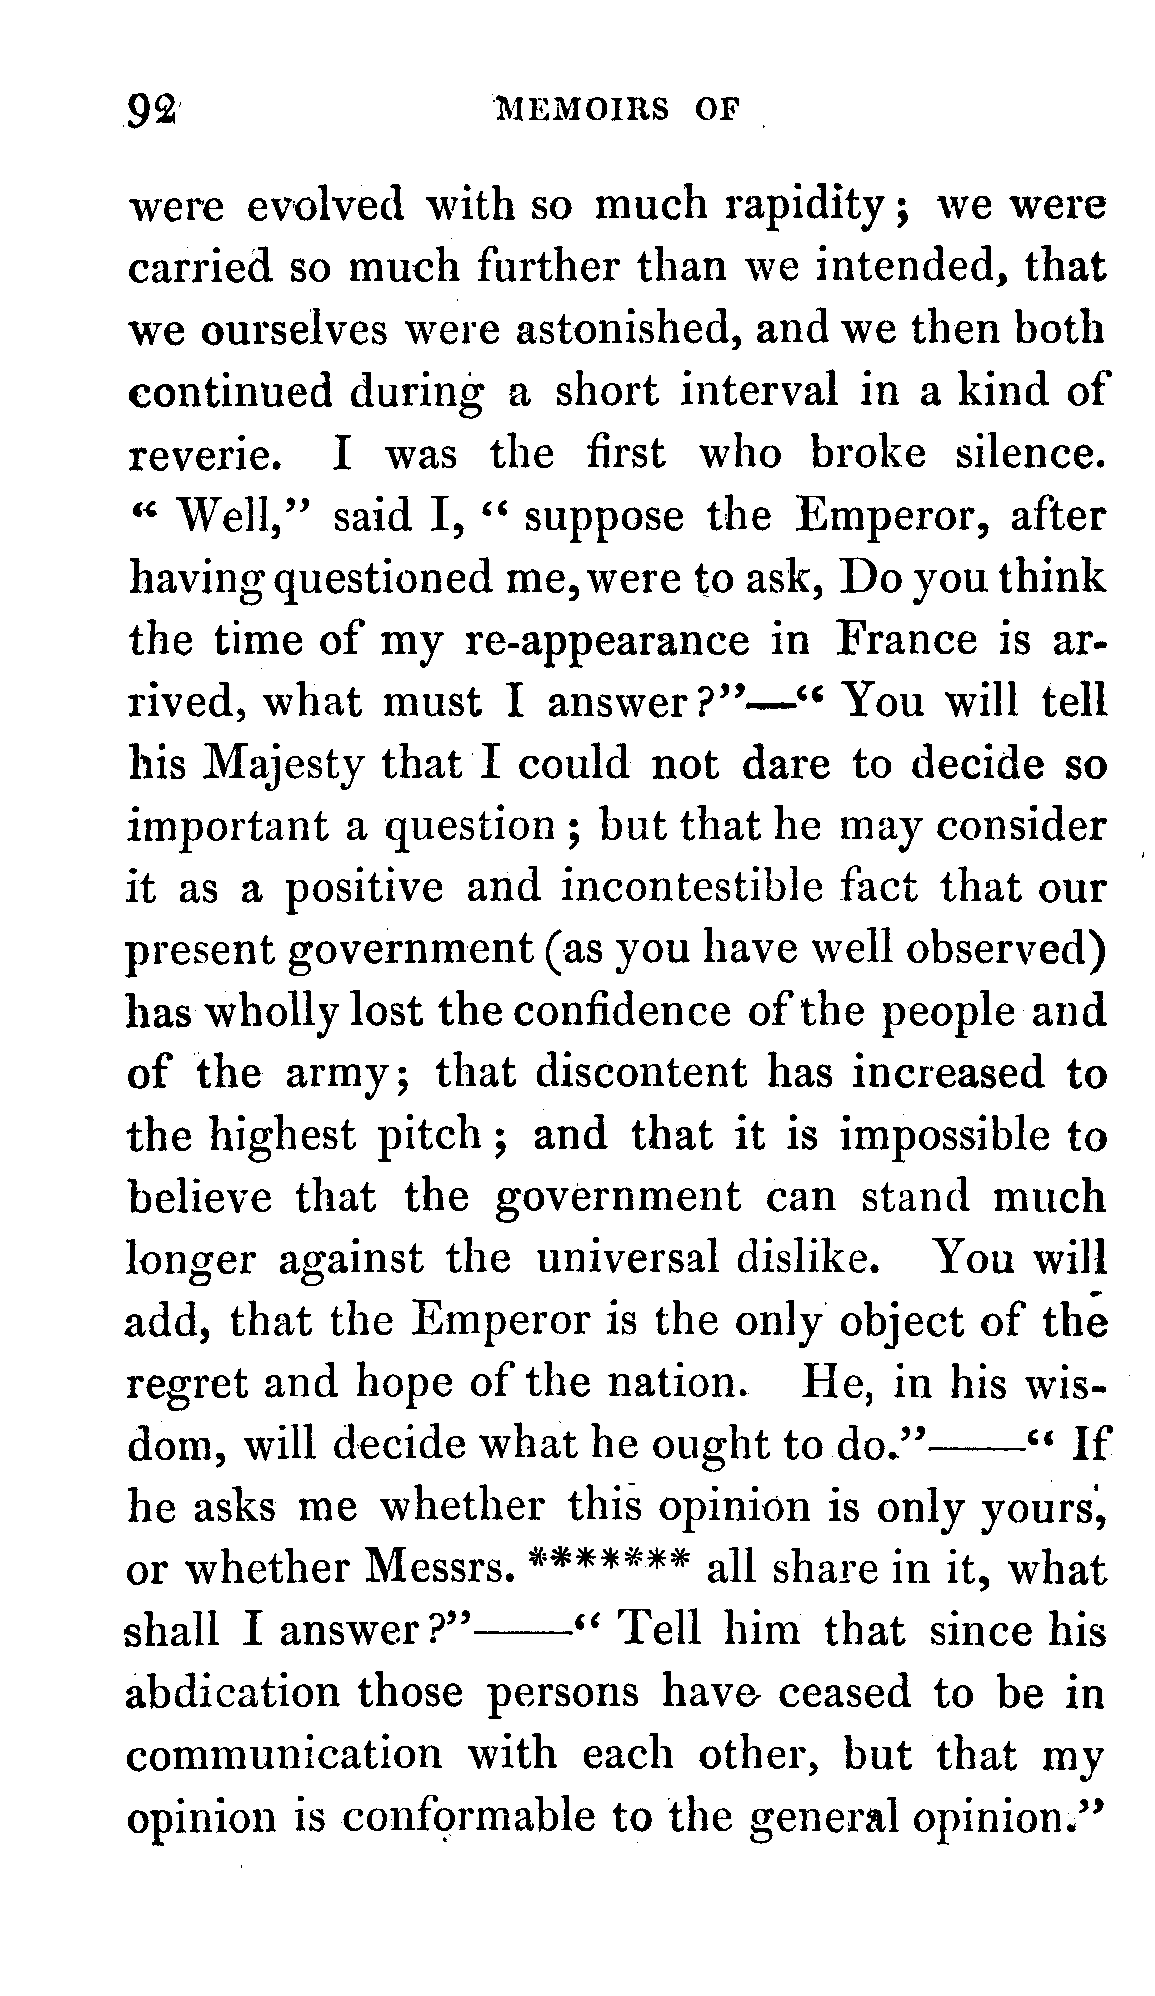 92 MEMOIRS OF
were evolved with so much rapidity; we were
carried so much further than we intended, that
we ourselves were astonished, and we then both
continued during a short interval in a kind of
reverie. I was the first who broke silence.
“ Well,” said I, “ suppose the Emperor, after
having questioned me, were to ask, Do you think
the time of my re-appearance in France is ar-
rived, what must I answer?”—“ You will tell
his Majesty that I could not dare to decide so
important a question; but that he may consider
it as a positive and incontestible fact that our
present government (as you have well observed)
has wholly lost the confidence of the people and
of the army; that discontent has increased to
the highest pitch; and that it is impossible to
believe that the government can stand much
longer against the universal dislike. You will
add, that the Emperor is the only object of the
regret and hope of the nation. He, in his wis-
dom, will decide what he ought to do.”——“ If
he asks me whether this opinion is only yours,
or whether Messrs. ******* all share in it, what
shall I answer?”——“ Tell him that since his
abdication those persons have ceased to be in
communication with each other, but that my
opinion is conformable to the general opinion.”